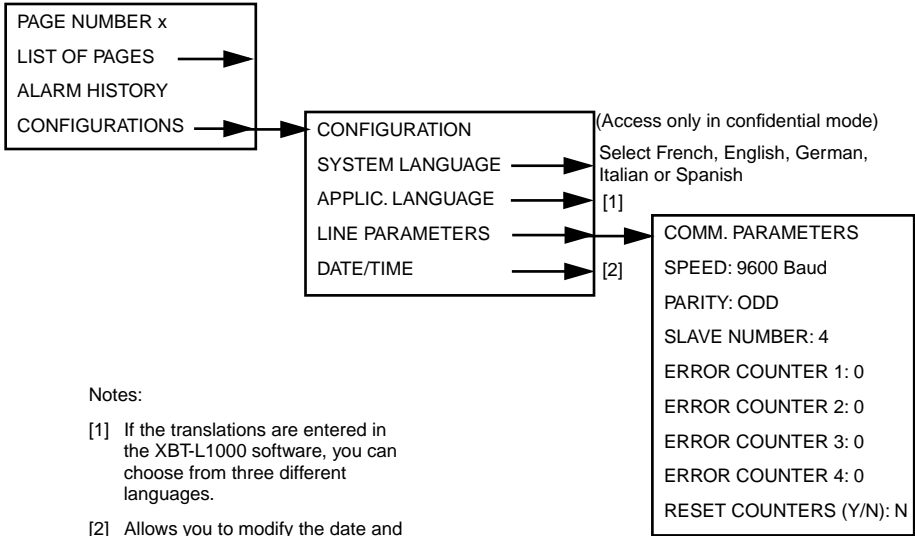 PAGE NUMBER x
LIST OF PAGES
ALARM HISTORY
CONFIGURATIONS
CONFIGURATION
SYSTEM LANGUAGE
APPLIC. LANGUAGE
LINE PARAMETERS
DATE/TIME
(Access only in confidential mode)
Select French, English, German,
Italian or Spanish
[1]
[2]
COMM. PARAMETERS
SPEED: 9600 Baud
PARITY: ODD
SLAVE NUMBER: 4
ERROR COUNTER 1: 0
ERROR COUNTER 2: 0
ERROR COUNTER 3: 0
ERROR COUNTER 4: 0
RESET COUNTERS (Y/N): N
Notes:
[1] If the translations are entered in
the XBT-L1000 software, you can
choose from three different
languages.
[2] Allows you to modify the date and